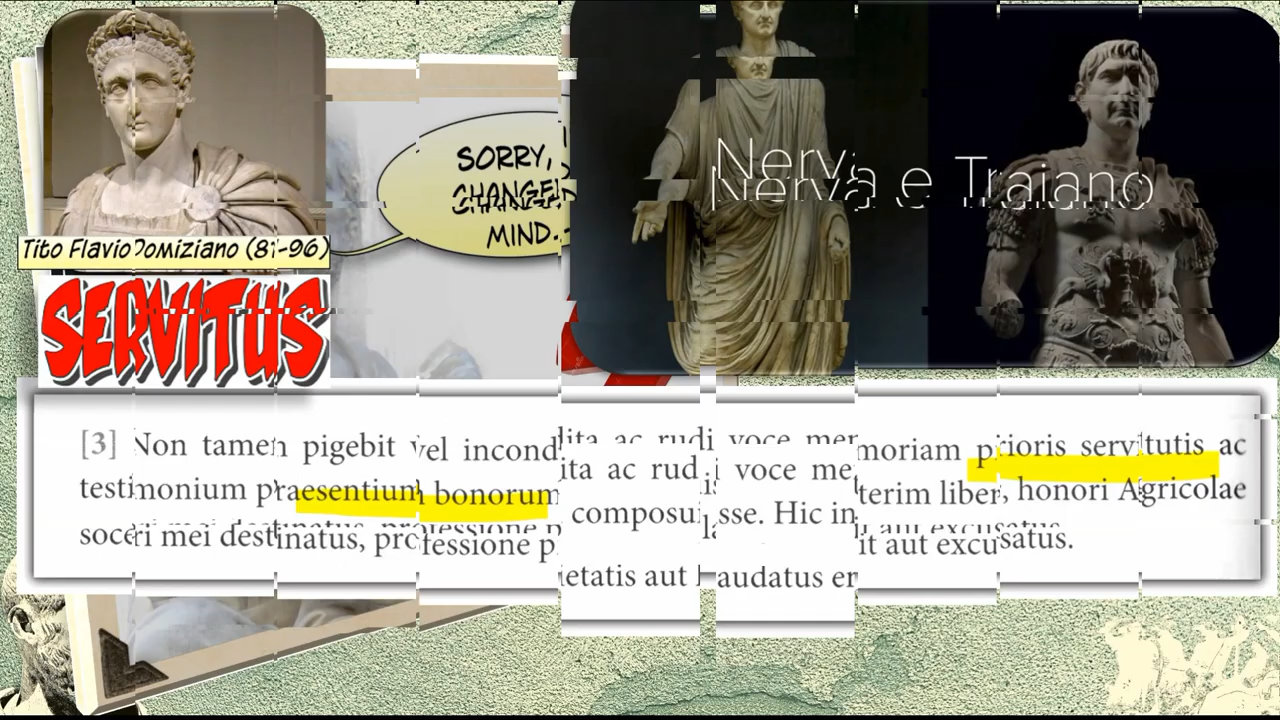 SORRY, I
CHANGED
MIND.
Nerva e Traiano
Tito Flavio Domiziano (81-96)
SERVITUS
[3] Non tamen pigebit vel incondita ac rudi voce memoriam prioris servitutis ac
testimonium praesentium bonorum composuisse. Hic interim liber, honori Agricolae
soceri mei destinatus, professione pietatis aut laudatus erit aut excusatus.